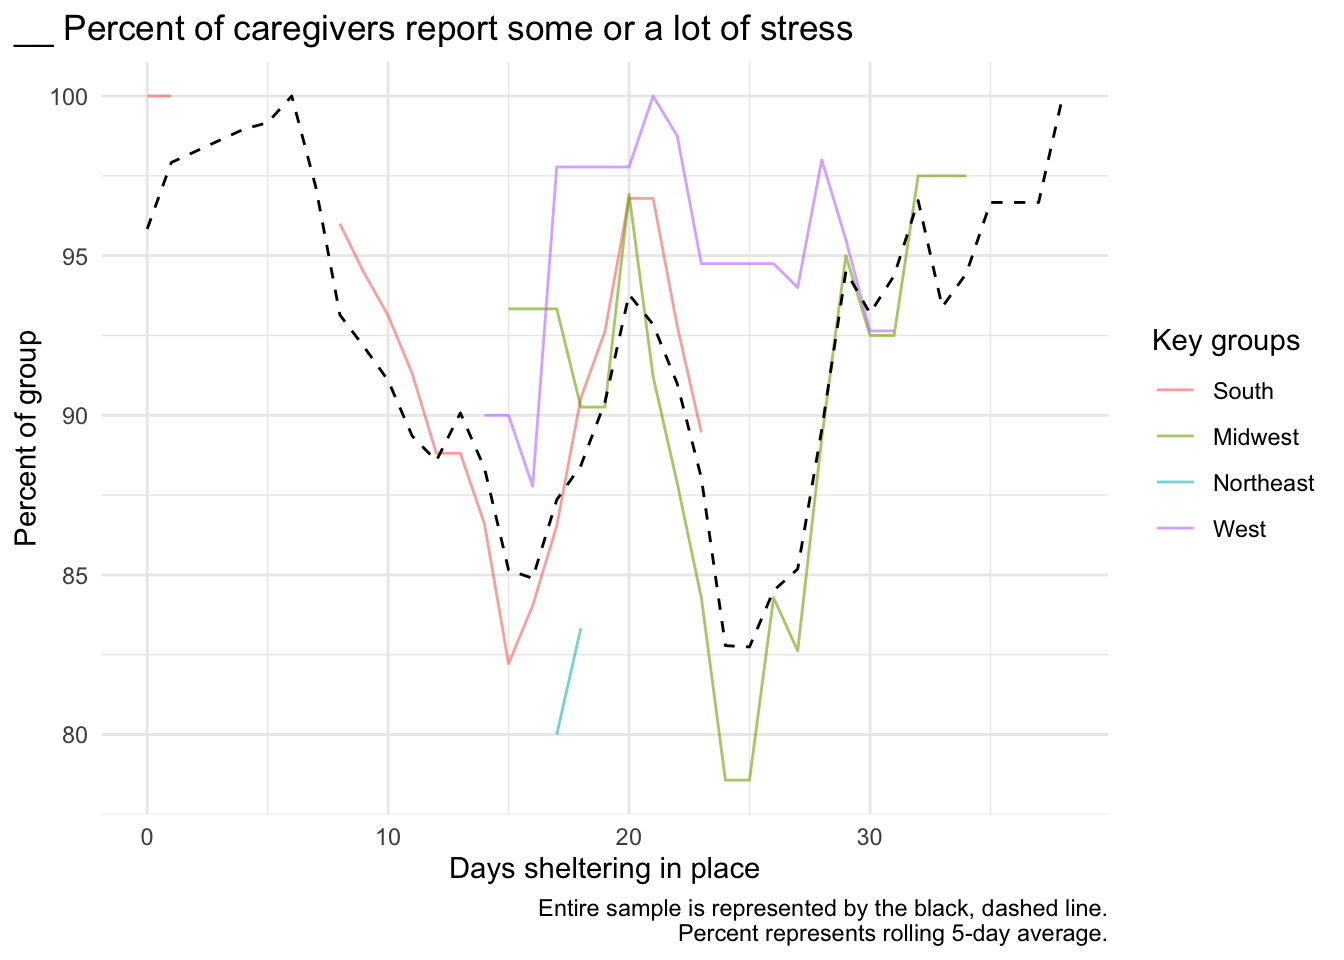 __ Percent of caregivers report some or a lot of stress
Percent of group
100
95
90
85
80
0
10
20
30
Days sheltering in place
Key groups
South
Midwest
Northeast
West
Entire sample is represented by the black, dashed line.
Percent represents rolling 5-day average.